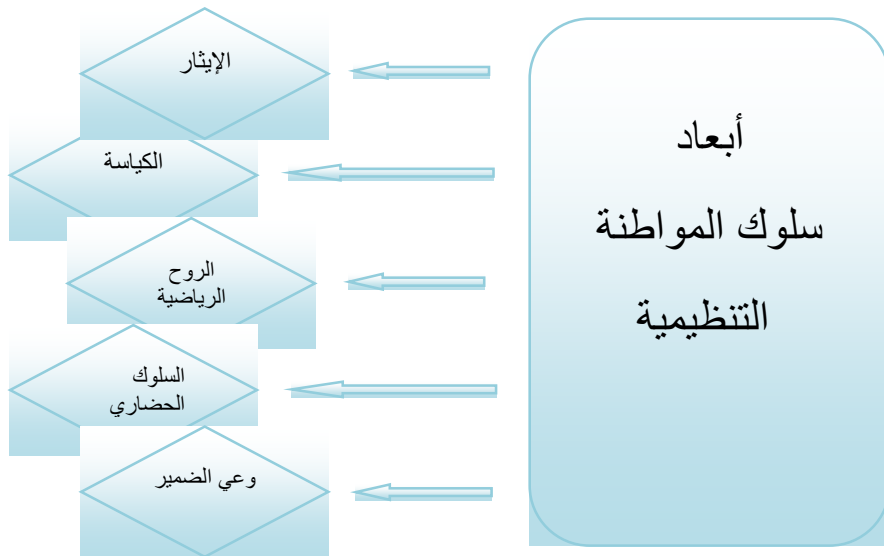 أبعاد
سلوك المواطنة
التنظيمية
الإيثار
الكياسة
الروح
الرياضية
السلوك
الحضاري
وعي الضمير